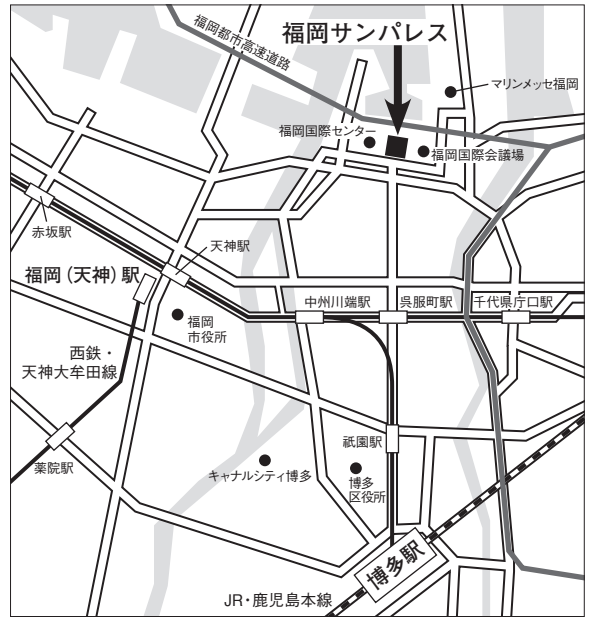 福岡サンパレス
福岡都市高速道路
マリンメッセ福岡
福岡国際センター
福岡国際会議場
赤坂駅
天神駅
福岡(天神)駅
中州川端駅
呉服町駅
千代県庁口駅
福岡
市役所
西鉄・
天神大牟田線
祇園駅
薬院駅
キャナルシティ博多
博多
区役所
博多駅
JR・鹿児島本線